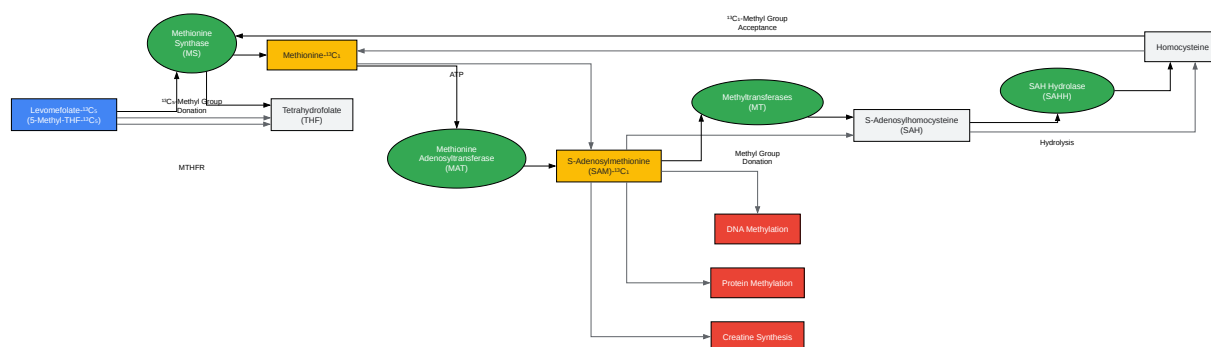 ¹³C₁-Methyl Group
Acceptance
Methionine
Synthase
(MS)
Homocysteine
Methionine-¹³C₁
ATP
SAH Hydrolase
(SAHH)
Levomefolate-¹³C₅
(5-Methyl-THF-¹³C₅)
¹³C₅-Methyl Group
Donation
Tetrahydrofolate
(THF)
Methyltransferases
(MT)
S-Adenosylhomocysteine
(SAH)
Hydrolysis
Methionine
Adenosyltransferase
(MAT)
S-Adenosylmethionine
(SAM)-¹³C₁
Methyl Group
Donation
MTHFR
DNA Methylation
Protein Methylation
Creatine Synthesis